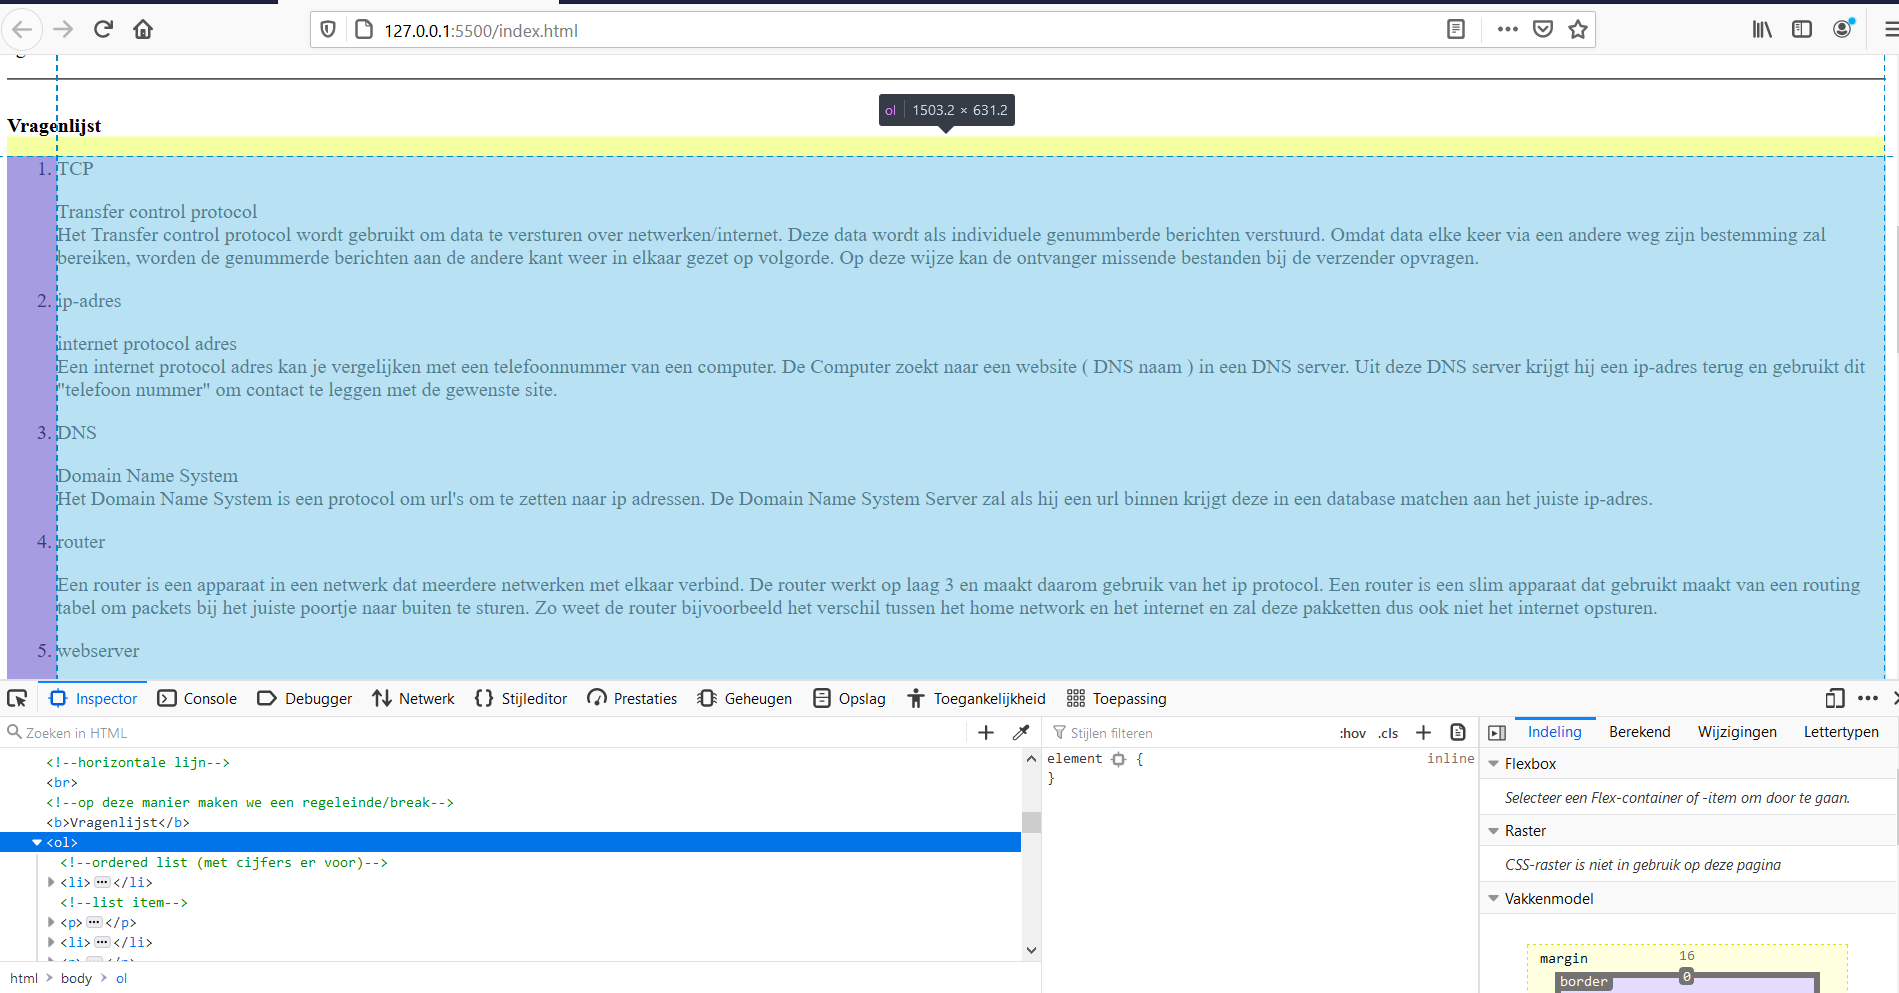 127.0.0.1:5500/index.html
ol 1503.2 × 631.2
Vragenlijst
1. TCP
Transfer control protocol
Het Transfer control protocol wordt gebruikt om data te versturen over netwerken/internet. Deze data wordt als individuele genummberde berichten verstuurd. Omdat data elke keer via een andere weg zijn bestemming zal
bereiken, worden de genummerde berichten aan de andere kant weer in elkaar gezet op volgorde. Op deze wijze kan de ontvanger missende bestanden bij de verzender opvragen.
2. ip-adres
internet protocol adres
Een internet protocol adres kan je vergelijken met een telefoonnummer van een computer. De Computer zoekt naar een website ( DNS naam ) in een DNS server. Uit deze DNS server krijgt hij een ip-adres terug en gebruikt dit
"telefoon nummer" om contact te leggen met de gewenste site.
3. DNS
Domain Name System
Het Domain Name System is een protocol om url's om te zetten naar ip adressen. De Domain Name System Server zal als hij een url binnen krijgt deze in een database matchen aan het juiste ip-adres.
4. router
Een router is een apparaat in een netwerk dat meerdere netwerken met elkaar verbind. De router werkt op laag 3 en maakt daarom gebruik van het ip protocol. Een router is een slim apparaat dat gebruikt maakt van een routing
tabel om packets bij het juiste poortje naar buiten te sturen. Zo weet de router bijvoorbeeld het verschil tussen het home network en het internet en zal deze pakketten dus ook niet het internet opsturen.
5. webserver
Inspector Console Debugger Netwerk Stijleditor Prestaties Geheugen Opslag Toegankelijkheid Toepassing
Zoeken in HTML
<!--horizontale lijn-->
<br>
<!--op deze manier maken we een regeleinde/break-->
<b>Vragenlijst</b>
<ol>
<!--ordered list (met cijfers er voor)-->
<li>···</li>
<!--list item-->
<p>···</p>
<li>···</li>
html > body > ol
Stijlen filteren :hov .cls
element { inline
}
Indeling Berekend Wijzigingen Lettertypen
Flexbox
Selecteer een Flex-container of -item om door te gaan.
Raster
CSS-raster is niet in gebruik op deze pagina
Vakkenmodel
margin 16
border 0